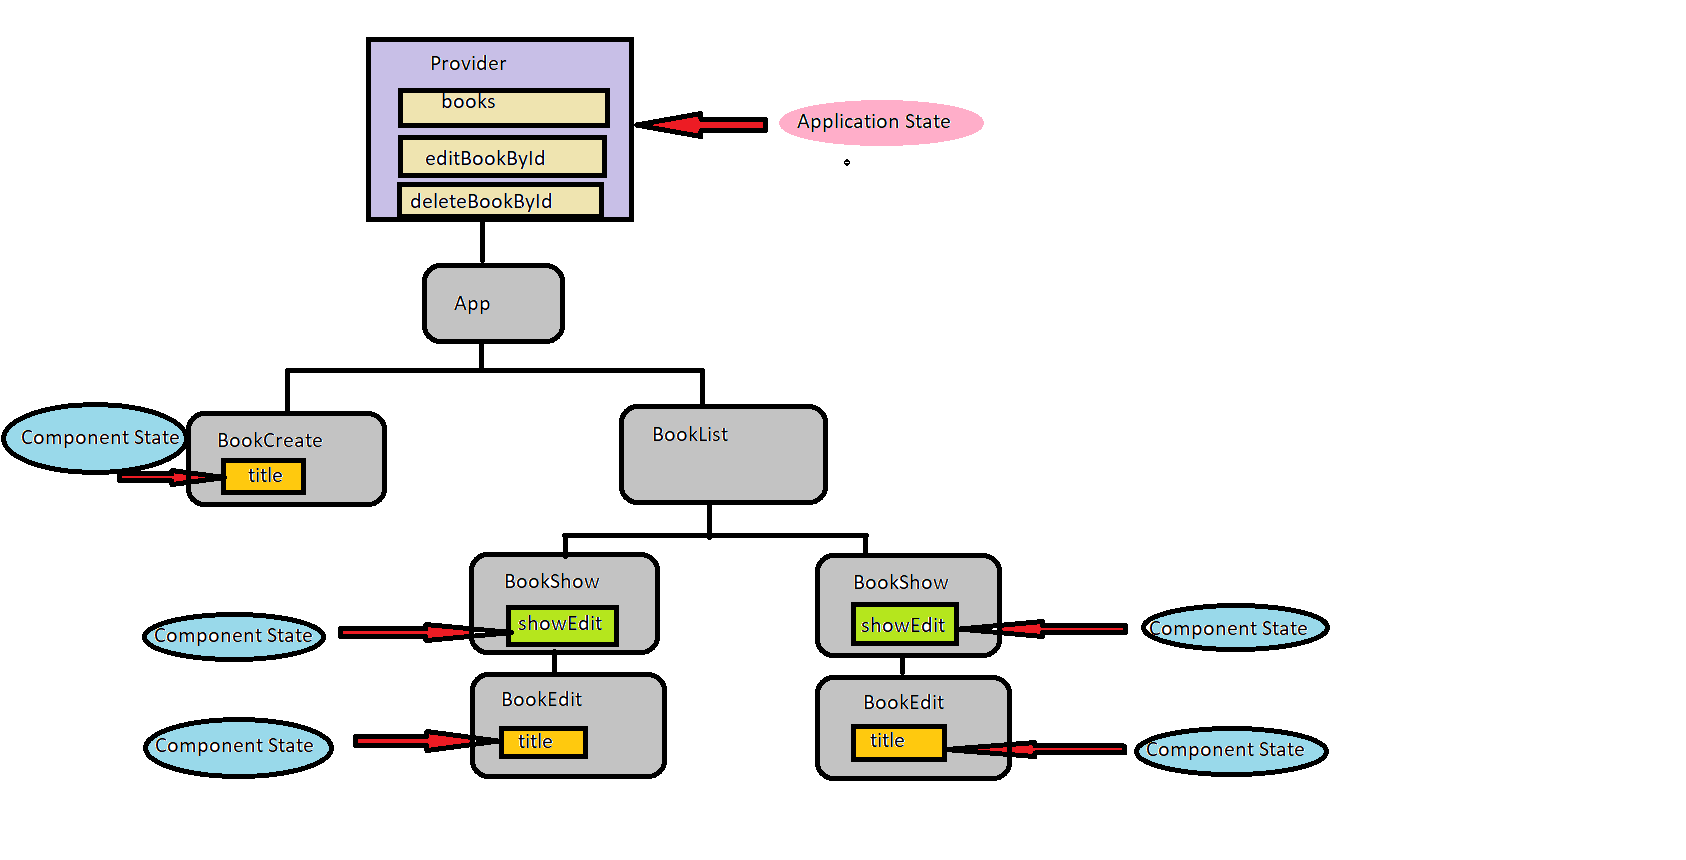 Provider
books
Application State
editBookById
deleteBookById
App
Component State
BookCreate
title
BookList
BookShow
showEdit
Component State
BookShow
showEdit
Component State
BookEdit
title
Component State
BookEdit
title
Component State